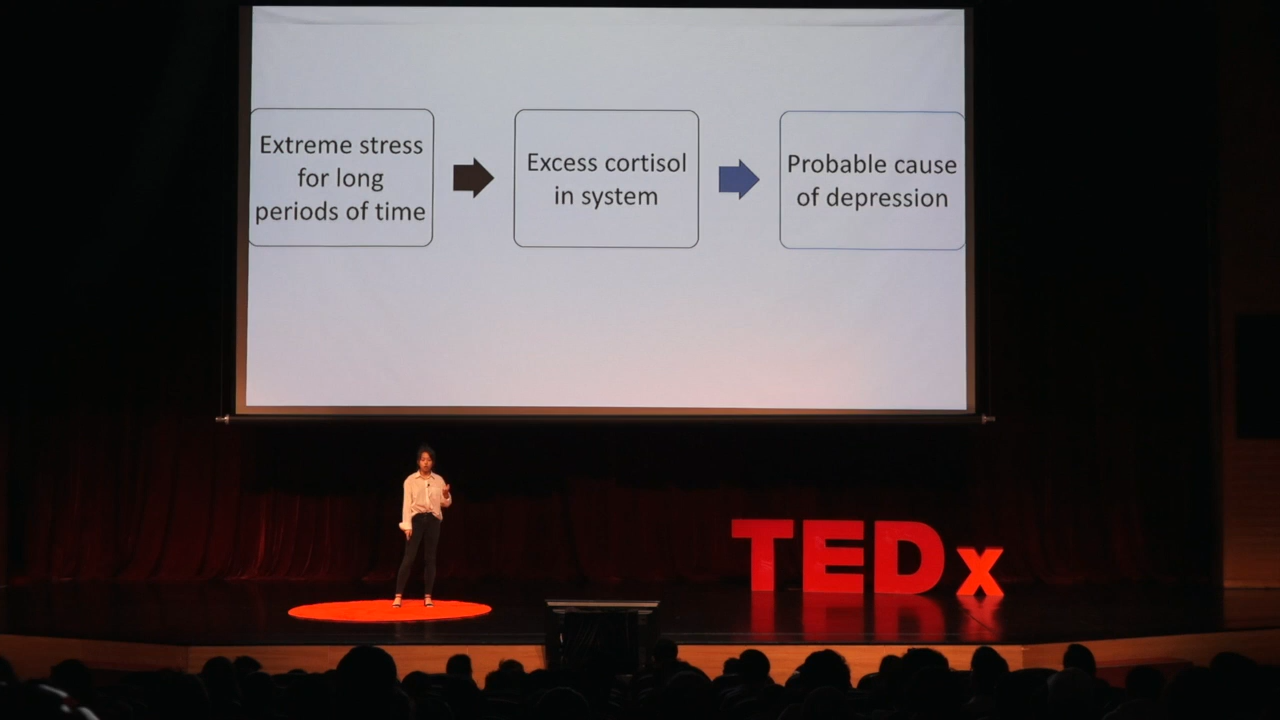 Extreme stress
for long
periods of time
Excess cortisol
in system
Probable cause
of depression
TEDx